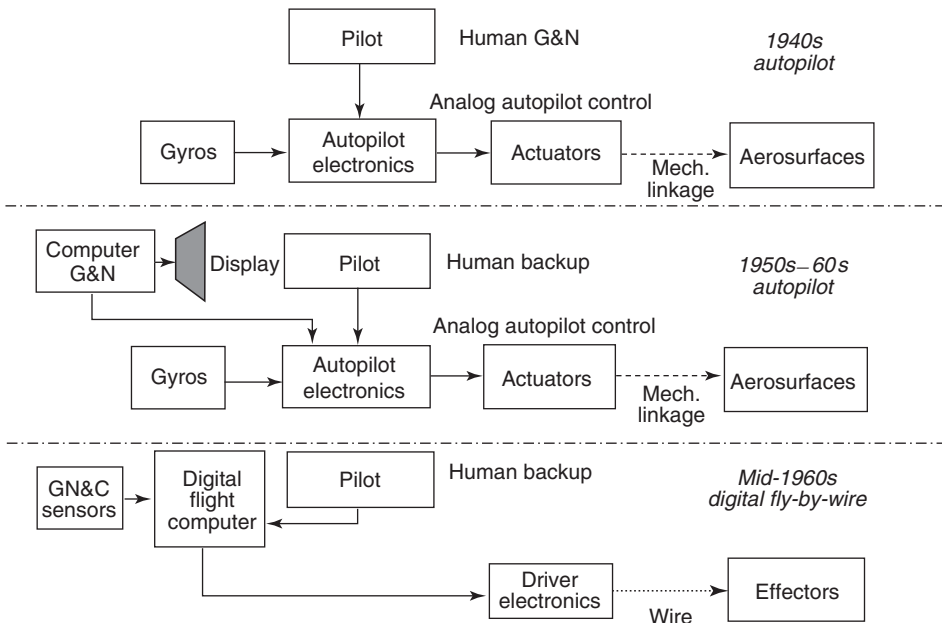 Pilot
Human G&N
1940s
autopilot
Analog autopilot control
Gyros
Autopilot
electronics
Actuators
Mech.
linkage
Aerosurfaces
Computer
G&N
Display
Pilot
Human backup
1950s–60s
autopilot
Analog autopilot control
Gyros
Autopilot
electronics
Actuators
Mech.
linkage
Aerosurfaces
GN&C
sensors
Digital
flight
computer
Pilot
Human backup
Mid-1960s
digital fly-by-wire
Driver
electronics
Wire
Effectors